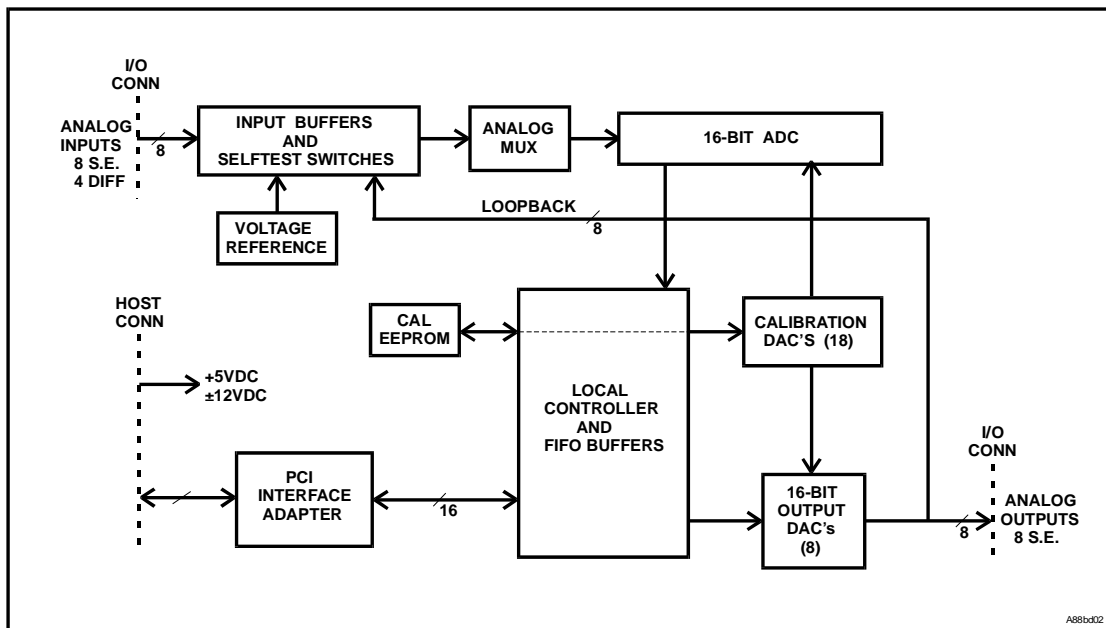 I/O
CONN
ANALOG
INPUTS
8 S.E.
4 DIFF
8
INPUT BUFFERS
AND
SELFTEST SWITCHES
ANALOG
MUX
16-BIT ADC
VOLTAGE
REFERENCE
LOOPBACK
8
HOST
CONN
+5VDC
±12VDC
CAL
EEPROM
LOCAL
CONTROLLER
AND
FIFO BUFFERS
CALIBRATION
DAC'S (18)
PCI
INTERFACE
ADAPTER
16
16-BIT
OUTPUT
DAC's
(8)
8
I/O
CONN
ANALOG
OUTPUTS
8 S.E.
A88bd02